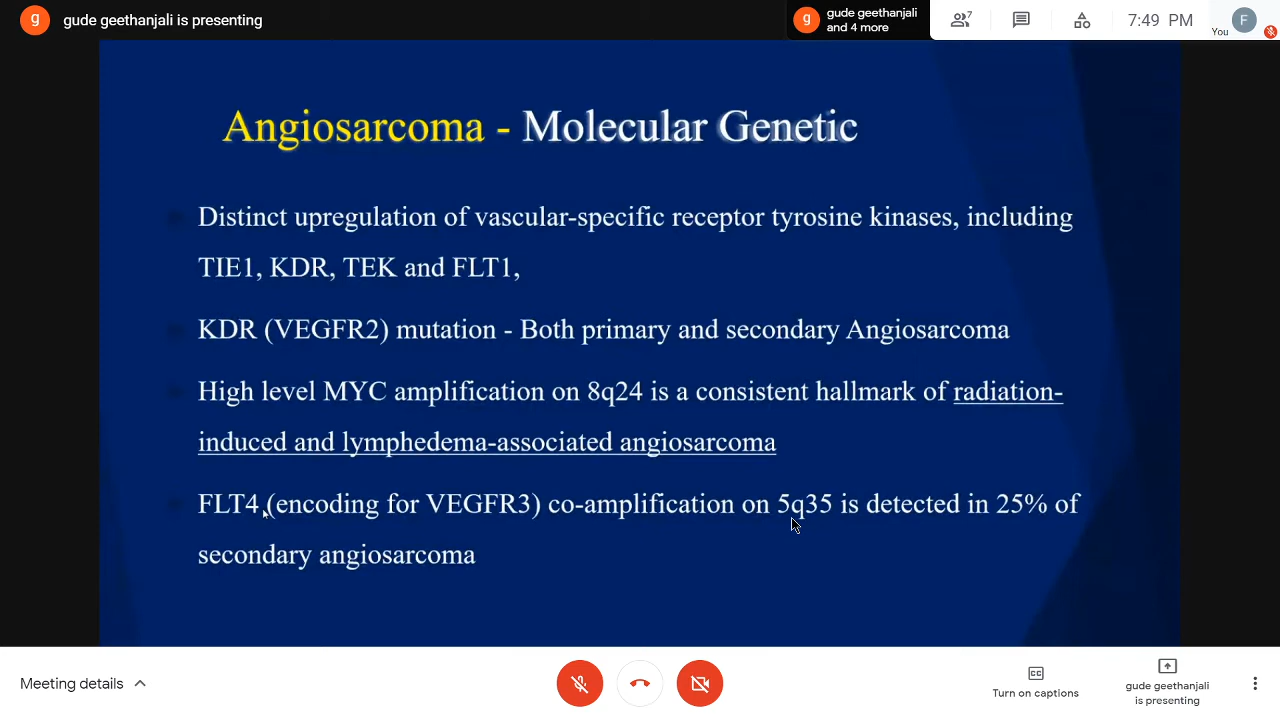 g gude geethanjali is presenting
g gude geethanjali
and 4 more
7
7:49 PM
You
F
Angiosarcoma - Molecular Genetic
Distinct upregulation of vascular-specific receptor tyrosine kinases, including
TIE1, KDR, TEK and FLT1,
KDR (VEGFR2) mutation - Both primary and secondary Angiosarcoma
High level MYC amplification on 8q24 is a consistent hallmark of radiation-
induced and lymphedema-associated angiosarcoma
FLT4 (encoding for VEGFR3) co-amplification on 5q35 is detected in 25% of
secondary angiosarcoma
Meeting details
CC
Turn on captions
gude geethanjali
is presenting